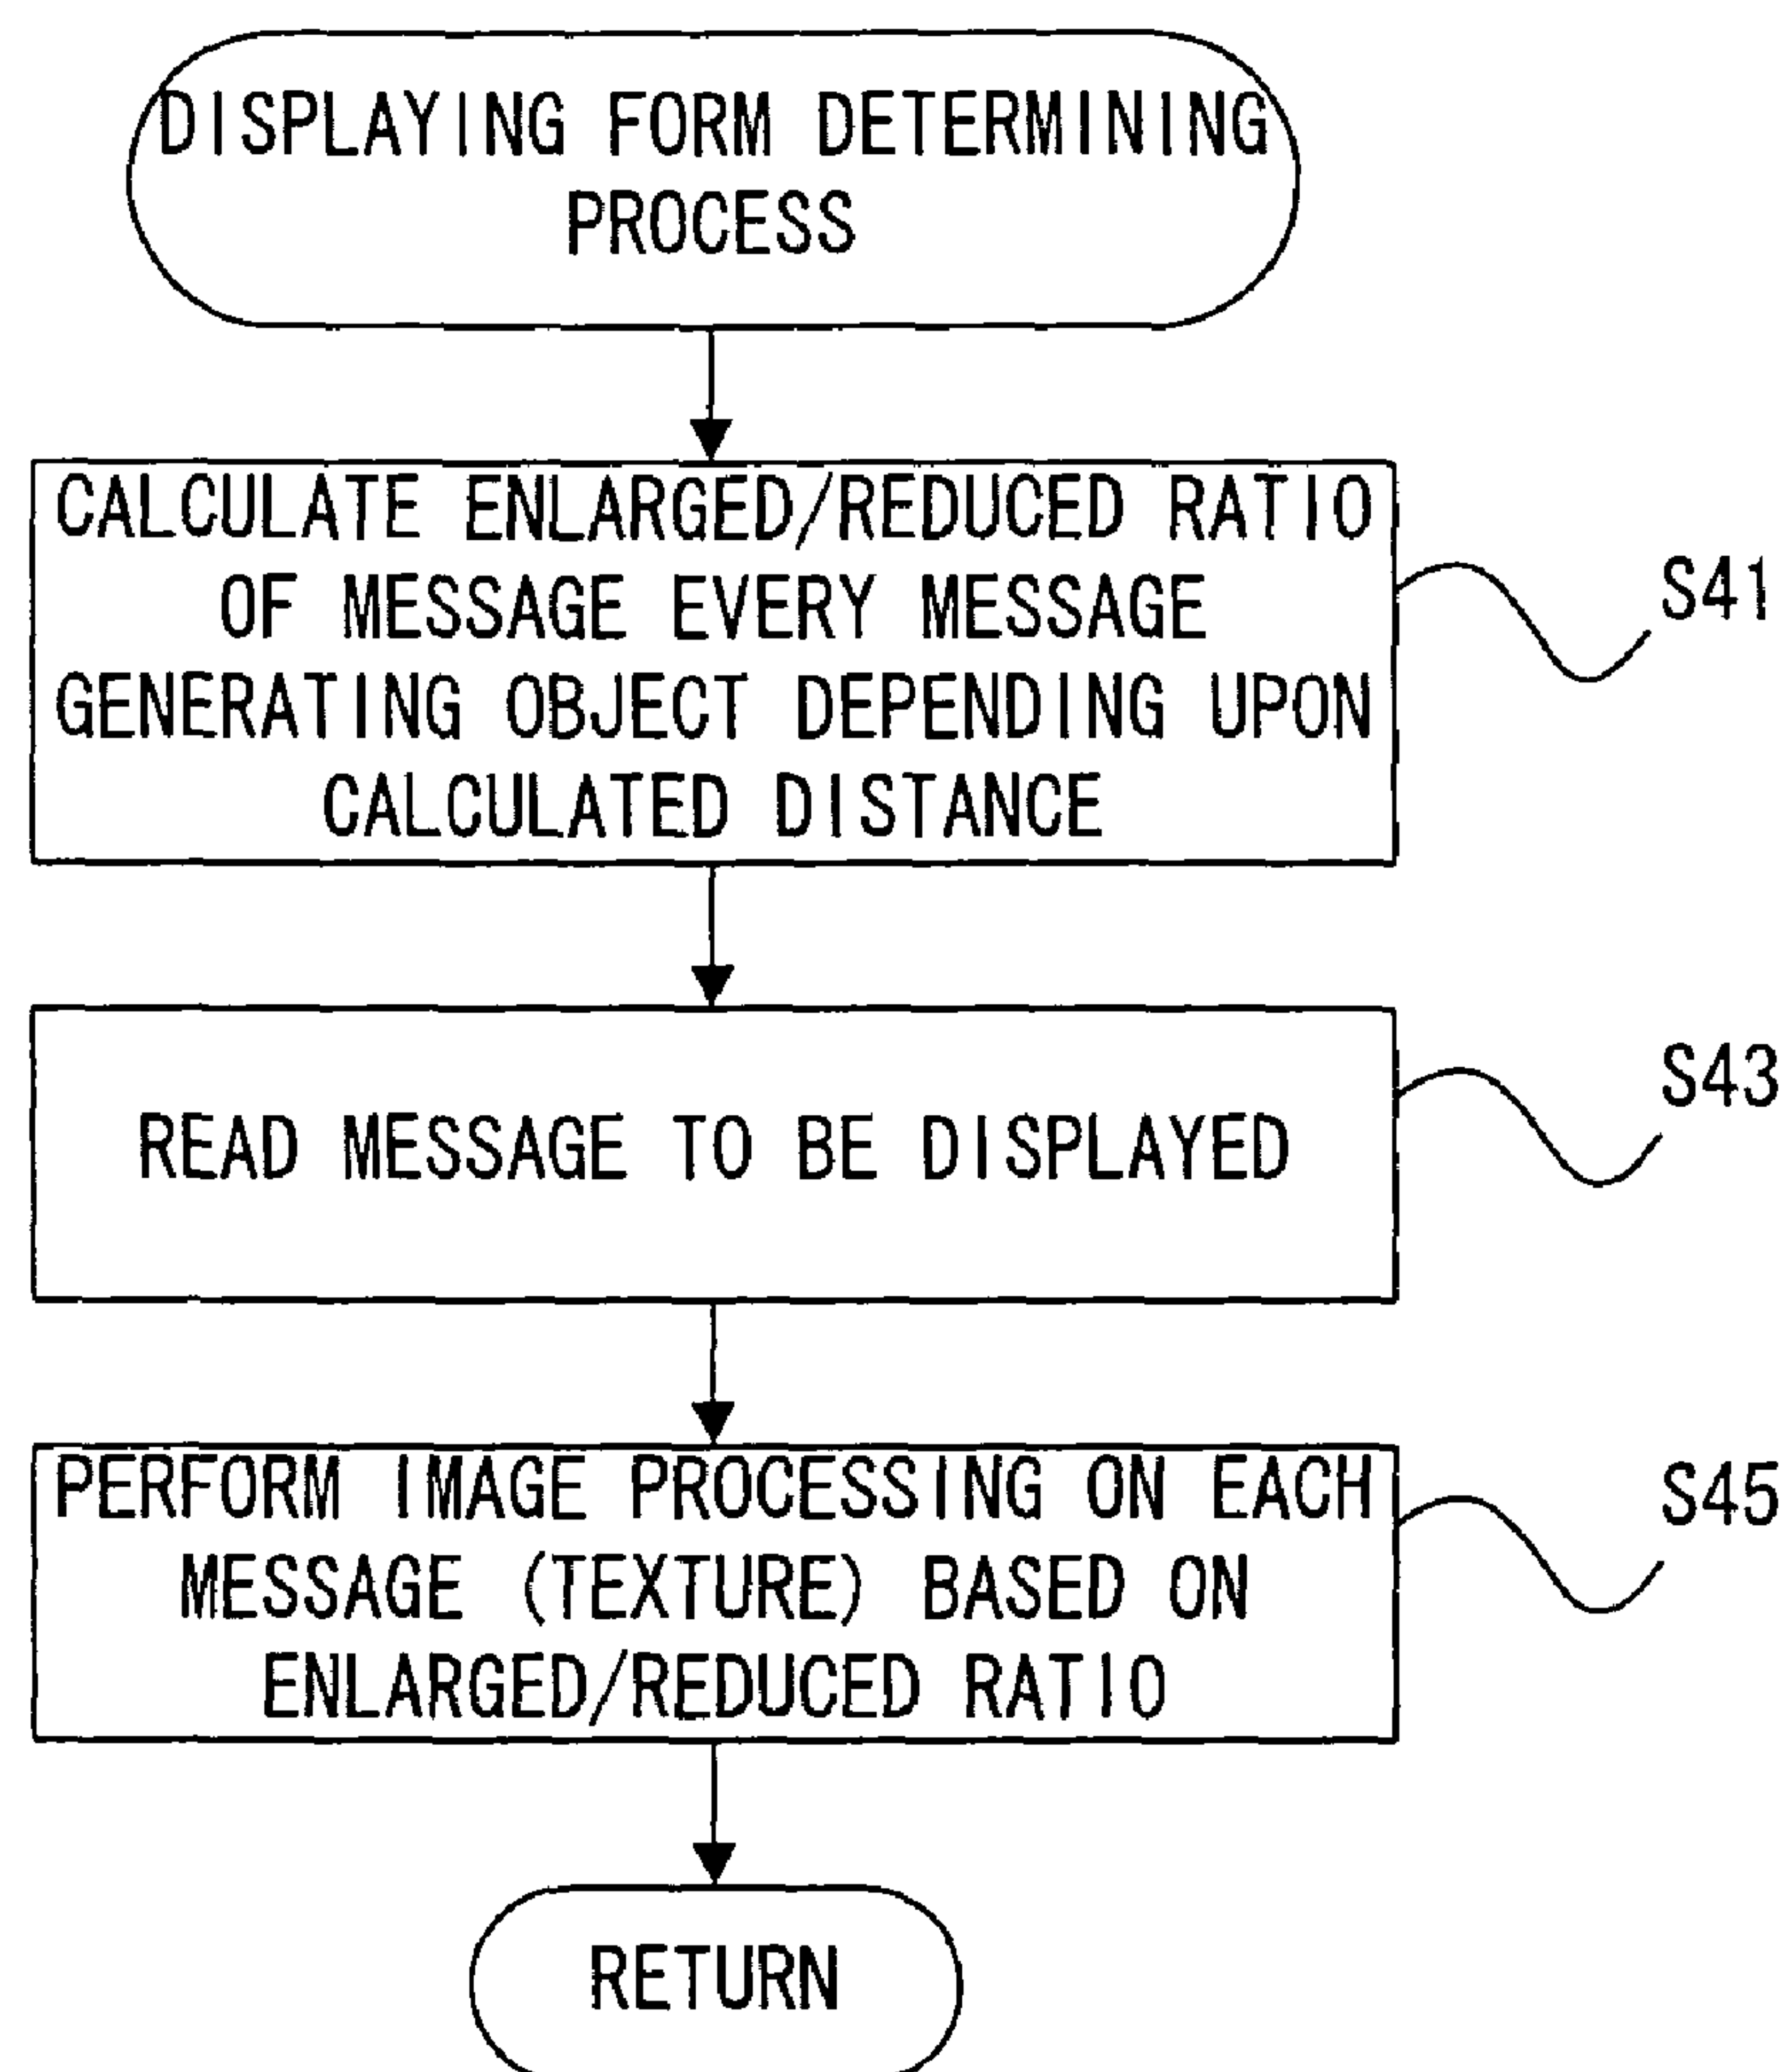 DISPLAYING FORM DETERMINING
PROCESS
CALCULATE ENLARGED/REDUCED RATIO
OF MESSAGE EVERY MESSAGE
GENERATING OBJECT DEPENDING UPON
CALCULATED DISTANCE
S41
READ MESSAGE TO BE DISPLAYED
S43
PERFORM IMAGE PROCESSING ON EACH
MESSAGE (TEXTURE) BASED ON
ENLARGED/REDUCED RATIO
S45
RETURN